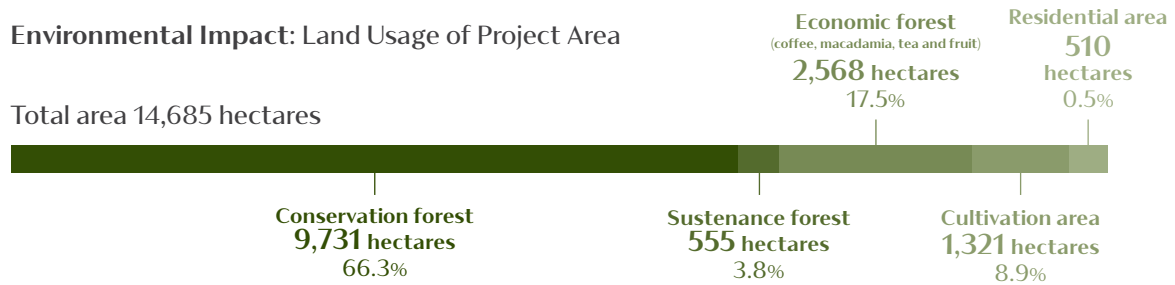 Environmental Impact: Land Usage of Project Area
Total area 14,685 hectares
Economic forest
(coffee, macadamia, tea and fruit)
2,568 hectares
17.5%
Residential area
510
hectares
0.5%
Conservation forest
9,731 hectares
66.3%
Sustenance forest
555 hectares
3.8%
Cultivation area
1,321 hectares
8.9%